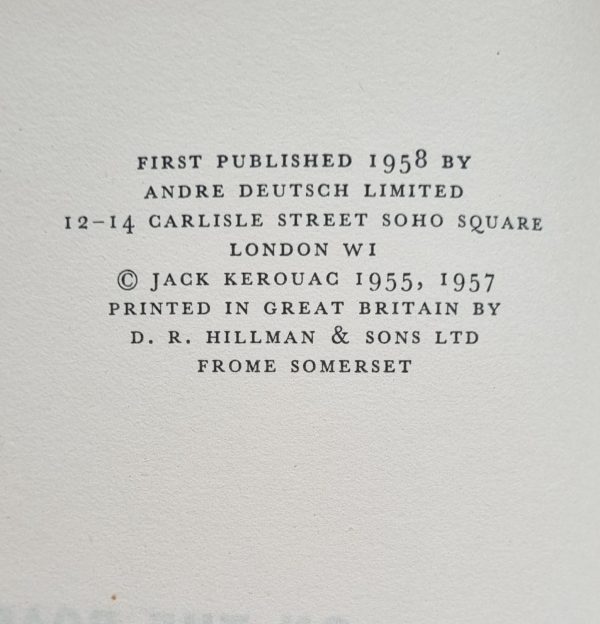 FIRST PUBLISHED 1958 BY
ANDRE DEUTSCH LIMITED
12–14 CARLISLE STREET SOHO SQUARE
LONDON WI
© JACK KEROUAC 1955, 1957
PRINTED IN GREAT BRITAIN BY
D. R. HILLMAN & SONS LTD
FROME SOMERSET